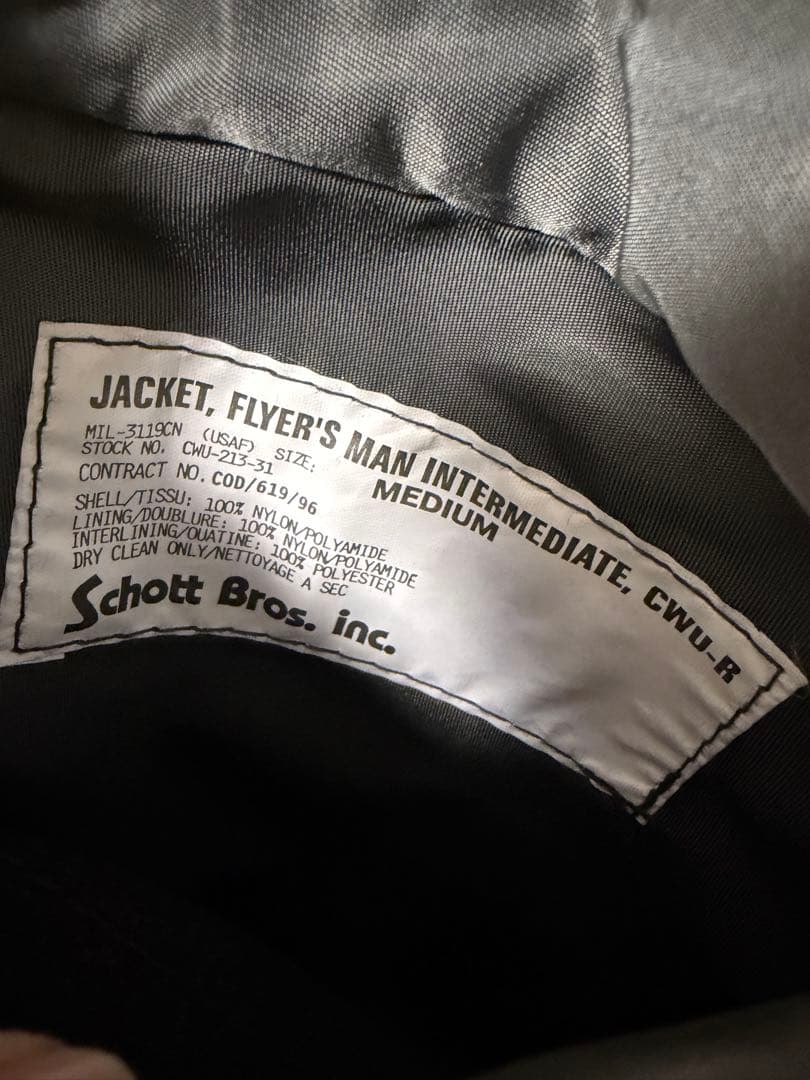 JACKET, FLYER'S MAN INTERMEDIATE, CWU-R
MIL-3119CN (USAF) SIZE:
STOCK NO. CWU-213-31 MEDIUM
CONTRACT NO. COD/619/96
SHELL/TISSU: 100% NYLON/POLYAMIDE
LINING/DOUBLURE: 100% NYLON/POLYAMIDE
INTERLINING/OUATINE: 100% POLYESTER
DRY CLEAN ONLY/NETTOYAGE A SEC
Schott Bros. inc.